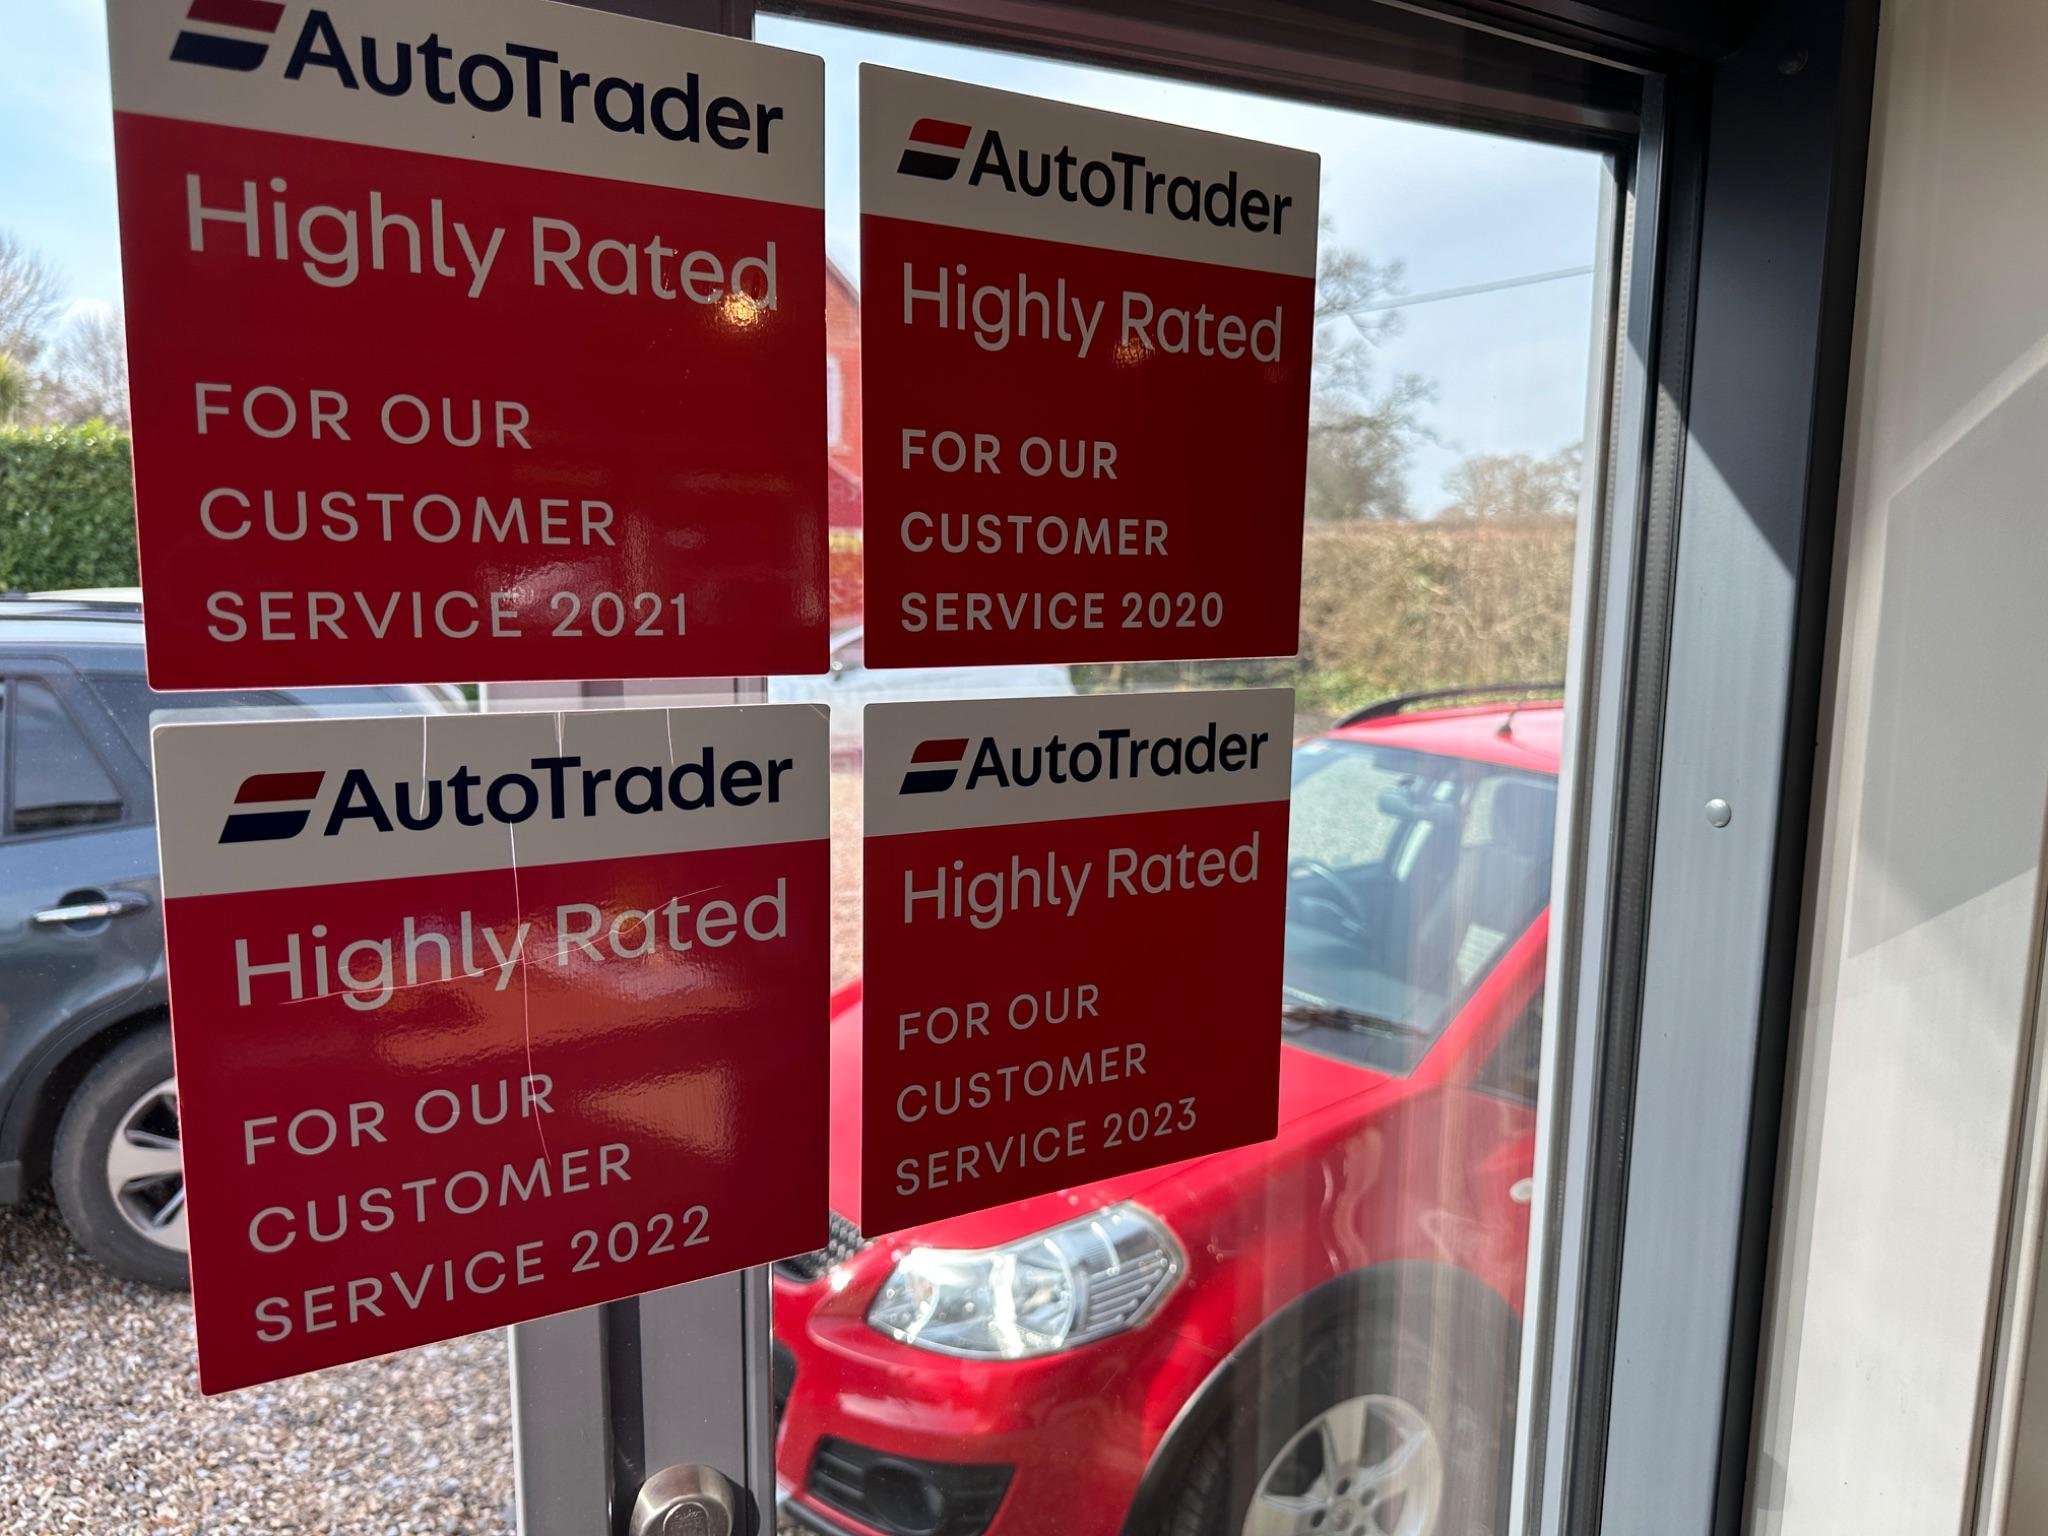 AutoTrader
Highly Rated
FOR OUR
CUSTOMER
SERVICE 2021
AutoTrader
Highly Rated
FOR OUR
CUSTOMER
SERVICE 2020
AutoTrader
Highly Rated
FOR OUR
CUSTOMER
SERVICE 2022
AutoTrader
Highly Rated
FOR OUR
CUSTOMER
SERVICE 2023